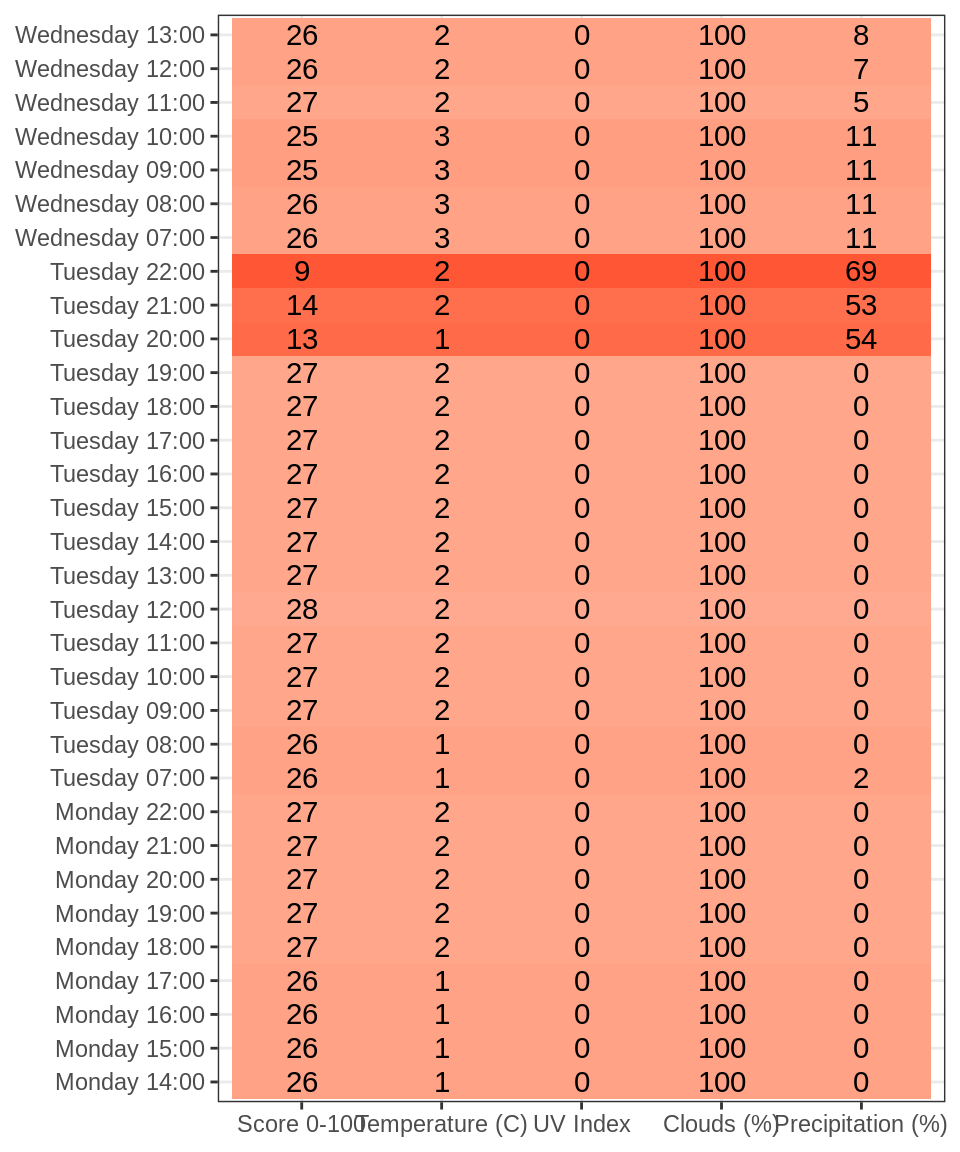 Wednesday 13:00 26 2 0 100 8
Wednesday 12:00 26 2 0 100 7
Wednesday 11:00 27 2 0 100 5
Wednesday 10:00 25 3 0 100 11
Wednesday 09:00 25 3 0 100 11
Wednesday 08:00 26 3 0 100 11
Wednesday 07:00 26 3 0 100 11
Tuesday 22:00 9 2 0 100 69
Tuesday 21:00 14 2 0 100 53
Tuesday 20:00 13 1 0 100 54
Tuesday 19:00 27 2 0 100 0
Tuesday 18:00 27 2 0 100 0
Tuesday 17:00 27 2 0 100 0
Tuesday 16:00 27 2 0 100 0
Tuesday 15:00 27 2 0 100 0
Tuesday 14:00 27 2 0 100 0
Tuesday 13:00 27 2 0 100 0
Tuesday 12:00 28 2 0 100 0
Tuesday 11:00 27 2 0 100 0
Tuesday 10:00 27 2 0 100 0
Tuesday 09:00 27 2 0 100 0
Tuesday 08:00 26 1 0 100 0
Tuesday 07:00 26 1 0 100 2
Monday 22:00 27 2 0 100 0
Monday 21:00 27 2 0 100 0
Monday 20:00 27 2 0 100 0
Monday 19:00 27 2 0 100 0
Monday 18:00 27 2 0 100 0
Monday 17:00 26 1 0 100 0
Monday 16:00 26 1 0 100 0
Monday 15:00 26 1 0 100 0
Monday 14:00 26 1 0 100 0
Score 0-100 Temperature (C) UV Index Clouds (%) Precipitation (%)